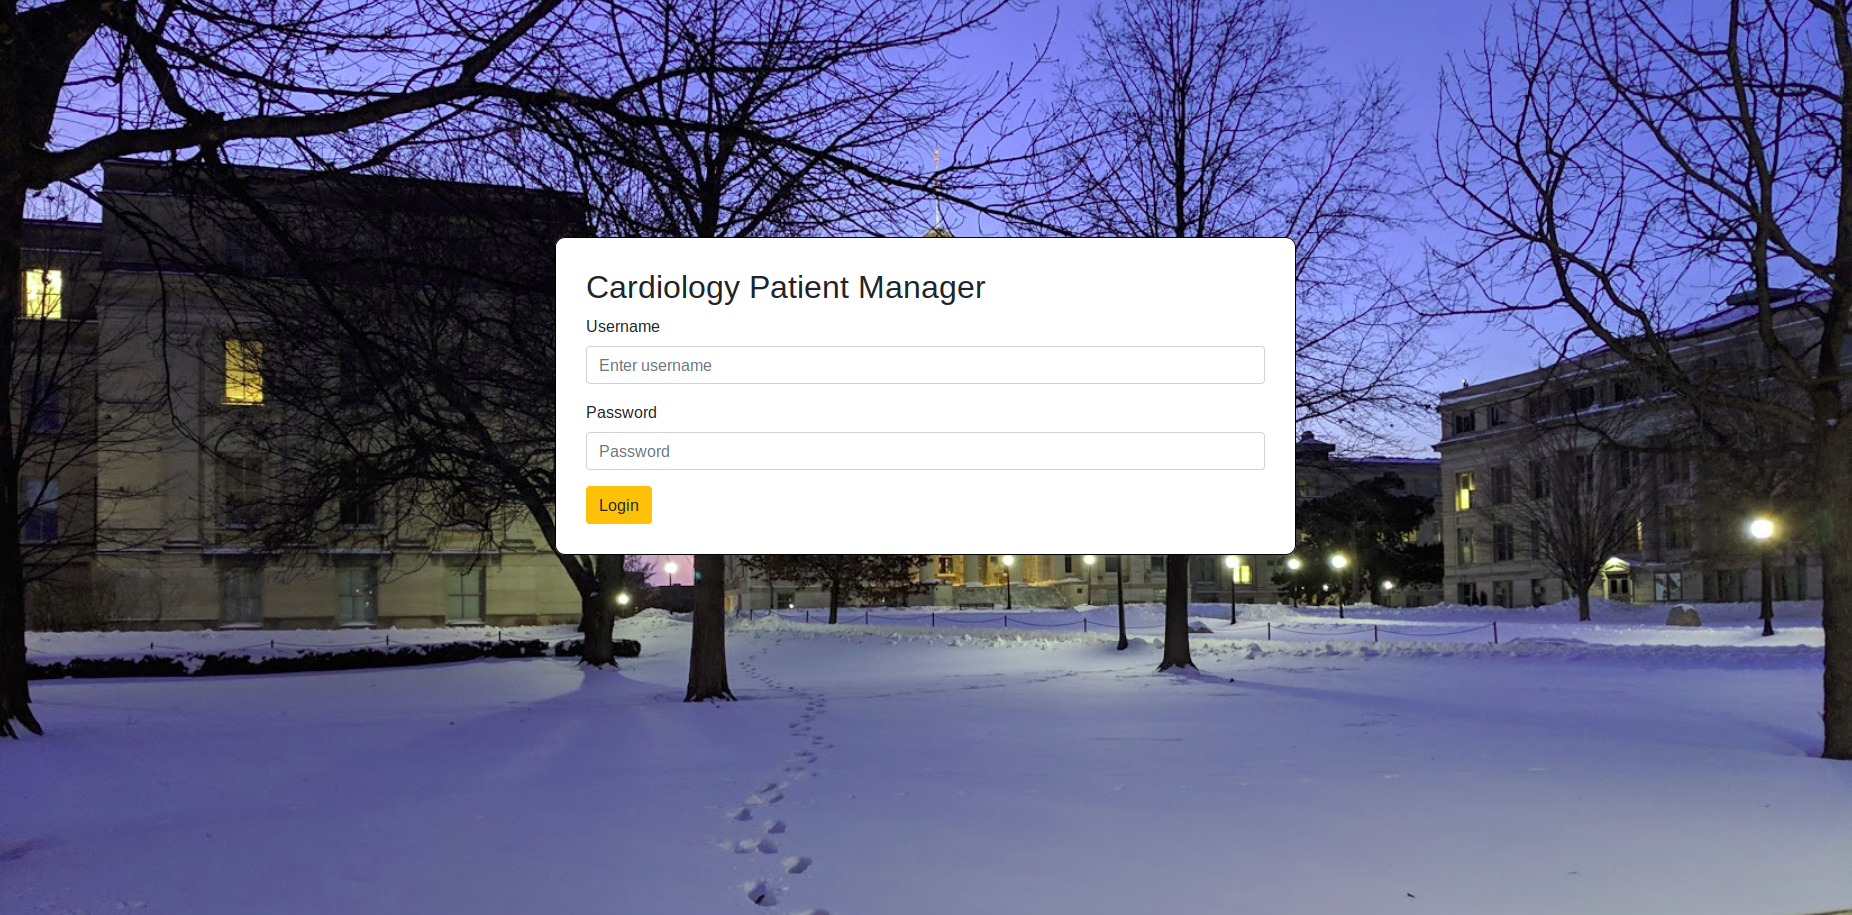 Cardiology Patient Manager
Username
Enter username
Password
Password
Login